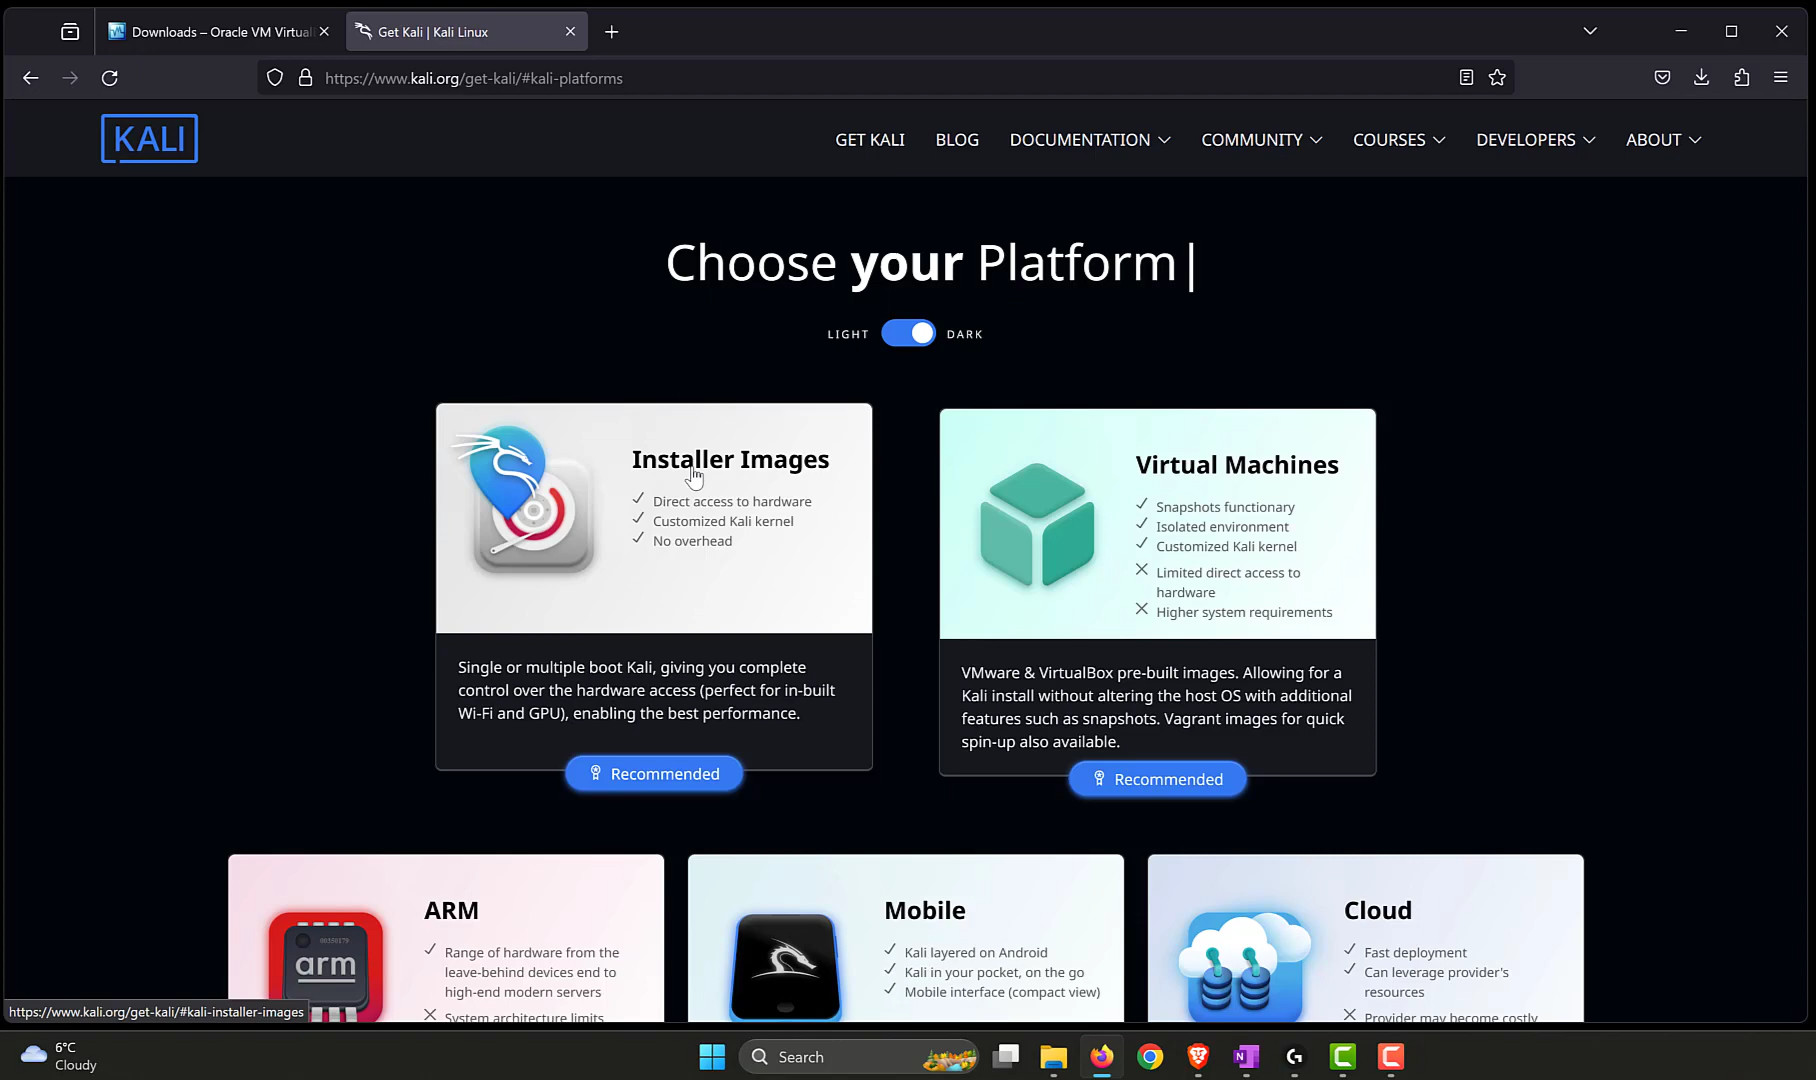 Downloads – Oracle VM Virtual
Get Kali | Kali Linux
https://www.kali.org/get-kali/#kali-platforms
KALI
GET KALI
BLOG
DOCUMENTATION
COMMUNITY
COURSES
DEVELOPERS
ABOUT
Choose your Platform|
LIGHT
DARK
Installer Images
Direct access to hardware
Customized Kali kernel
No overhead
Single or multiple boot Kali, giving you complete
control over the hardware access (perfect for in-built
Wi-Fi and GPU), enabling the best performance.
Recommended
Virtual Machines
Snapshots functionary
Isolated environment
Customized Kali kernel
Limited direct access to
hardware
Higher system requirements
VMware & VirtualBox pre-built images. Allowing for a
Kali install without altering the host OS with additional
features such as snapshots. Vagrant images for quick
spin-up also available.
Recommended
ARM
00350179
arm
Range of hardware from the
leave-behind devices end to
high-end modern servers
System architecture limits
Mobile
Kali layered on Android
Kali in your pocket, on the go
Mobile interface (compact view)
Cloud
Fast deployment
Can leverage provider's
resources
Provider may become costly
https://www.kali.org/get-kali/#kali-installer-images
6°C
Cloudy
Search